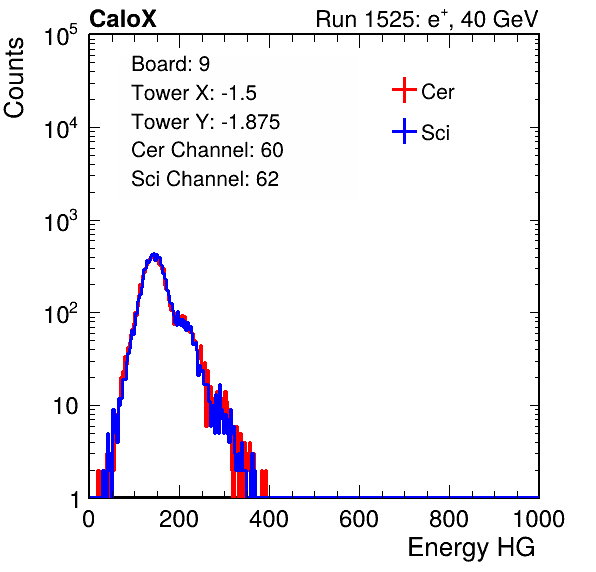 CaloX Run 1525: e⁺, 40 GeV
Counts
10⁵
10⁴
10³
10²
10
1
Board: 9
Tower X: -1.5
Tower Y: -1.875
Cer Channel: 60
Sci Channel: 62
Cer
Sci
0 200 400 600 800 1000
Energy HG